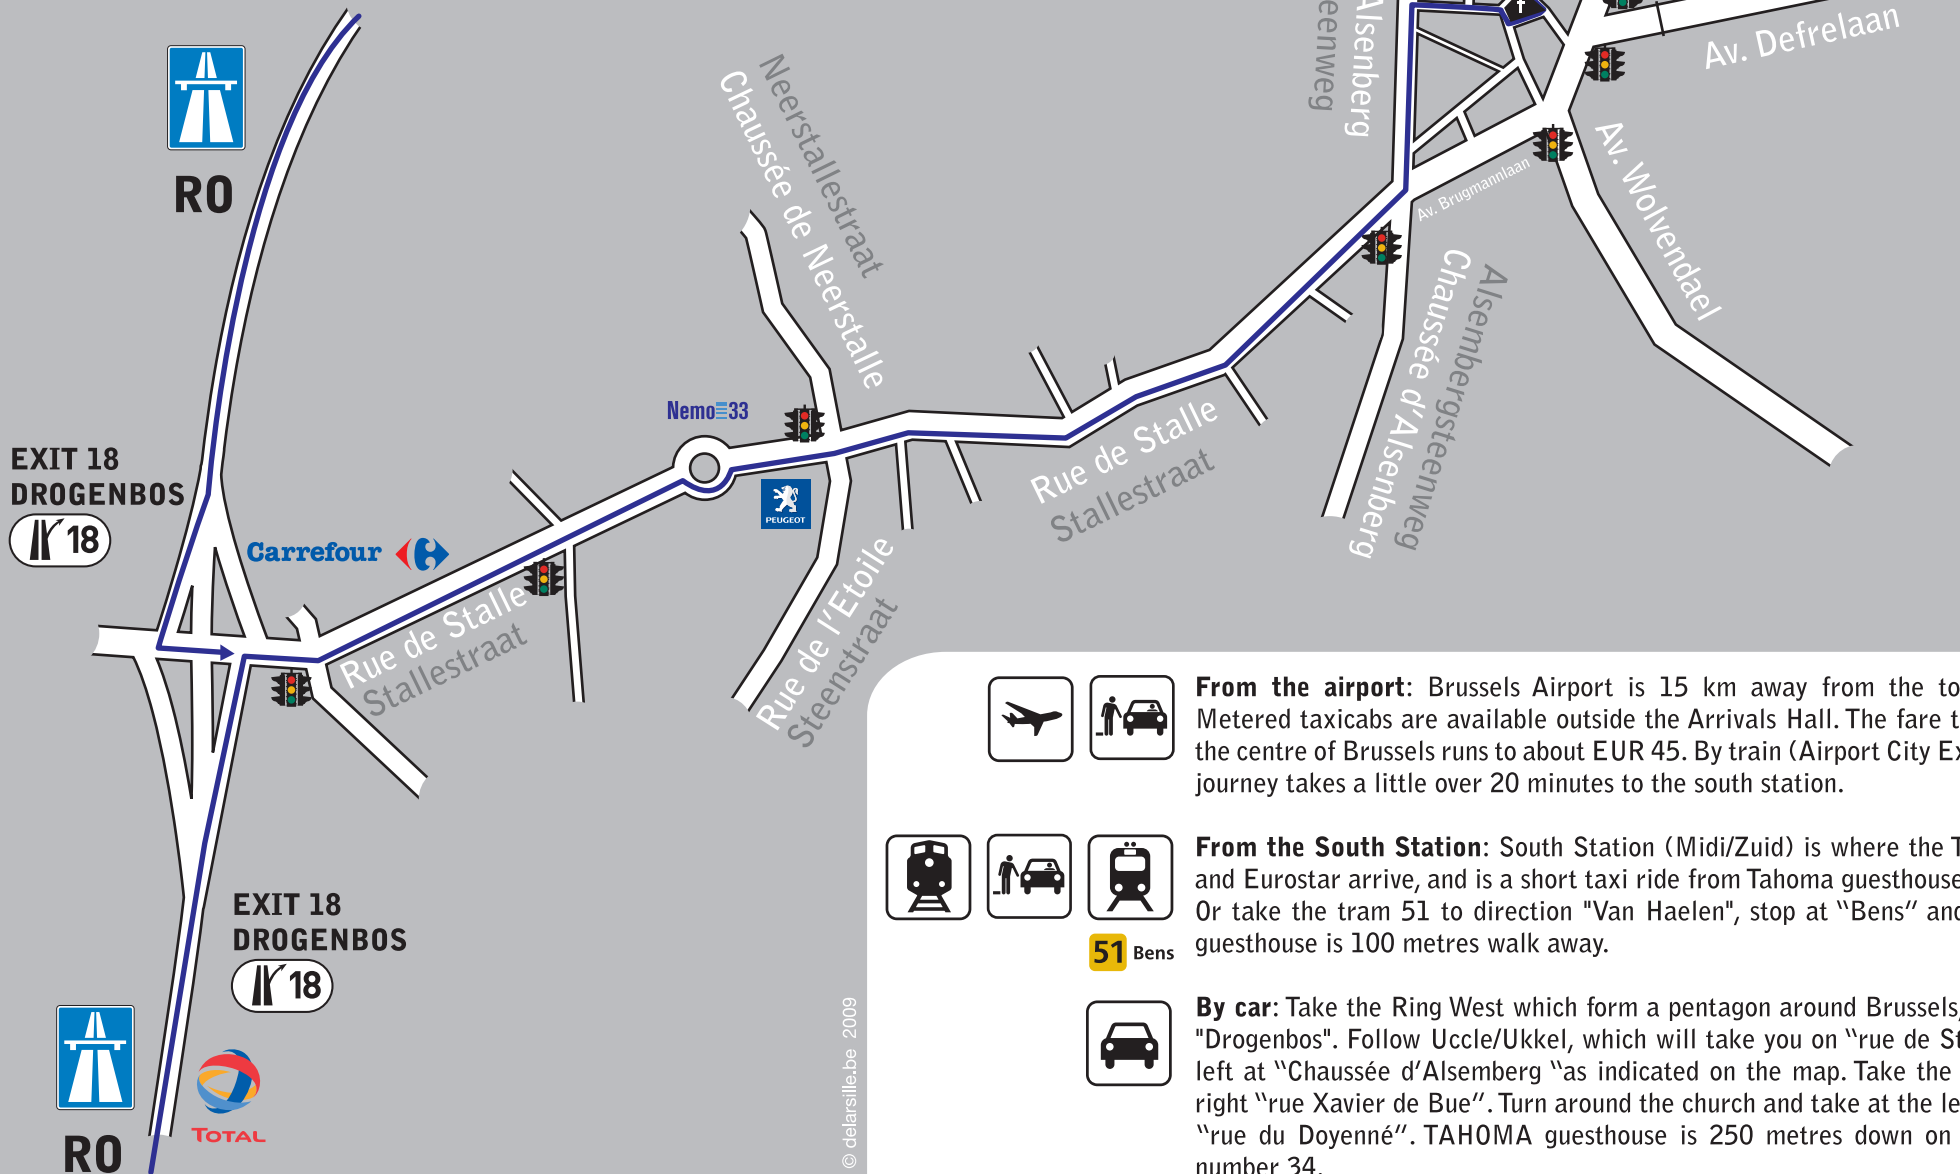 R0
EXIT 18
DROGENBOS
18
Carrefour
Nemo 33
PEUGEOT
Neerstallestraat
Chaussée de Neerstalle
Rue de Stalle
Stallestraat
Rue de l'Etoile
Steenstraat
Rue de Stalle
Stallestraat
eenweg
Alsenberg
Av. Defrelaan
Av. Brugmannlaan
Av. Wolvendael
Chaussée d'Alsenberg
Alsembergsteenweg
EXIT 18
DROGENBOS
18
R0
TOTAL
© delarsille.be 2009
From the airport: Brussels Airport is 15 km away from the to
Metered taxicabs are available outside the Arrivals Hall. The fare t
the centre of Brussels runs to about EUR 45. By train (Airport City Ex
journey takes a little over 20 minutes to the south station.
From the South Station: South Station (Midi/Zuid) is where the T
and Eurostar arrive, and is a short taxi ride from Tahoma guesthouse
Or take the tram 51 to direction "Van Haelen", stop at “Bens” and
guesthouse is 100 metres walk away.
51 Bens
By car: Take the Ring West which form a pentagon around Brussels,
"Drogenbos". Follow Uccle/Ukkel, which will take you on “rue de St
left at “Chaussée d'Alsemberg “as indicated on the map. Take the
right “rue Xavier de Bue”. Turn around the church and take at the le
“rue du Doyenné”. TAHOMA guesthouse is 250 metres down on
number 34.